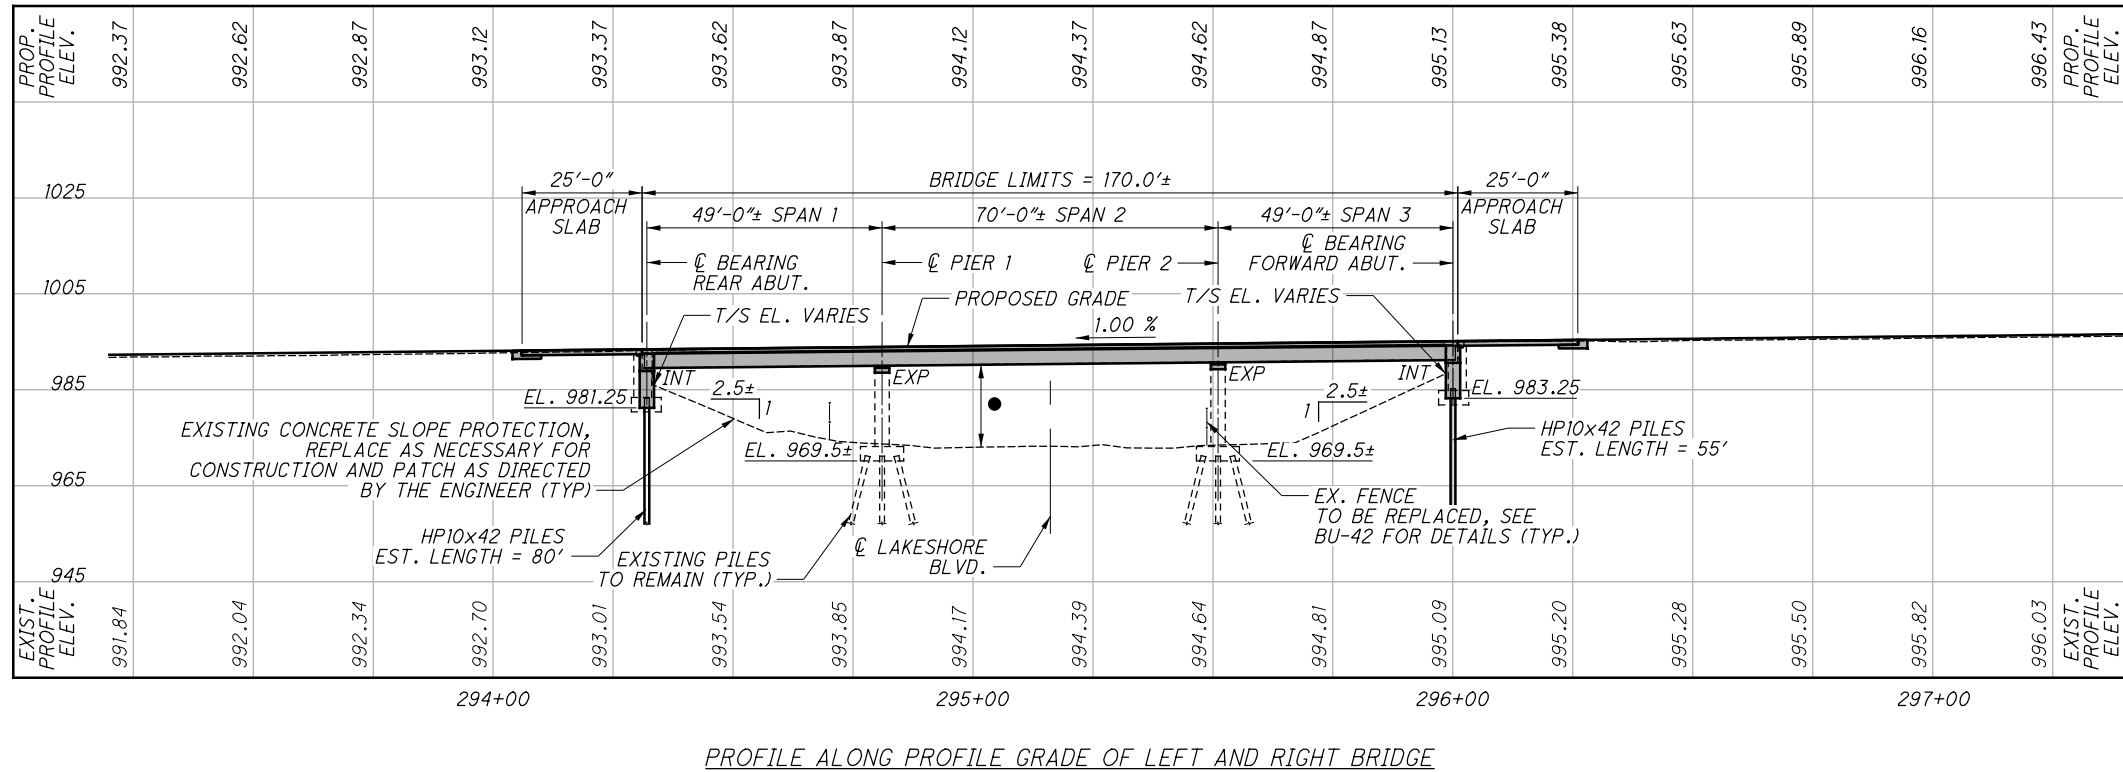 PROP.
PROFILE
ELEV.
992.37
992.62
992.87
993.12
993.37
993.62
993.87
994.12
994.37
994.62
994.87
995.13
995.38
995.63
995.89
996.16
996.43
PROP.
PROFILE
ELEV.
1025
1005
985
965
945
25'-0"
APPROACH
SLAB
BRIDGE LIMITS = 170.0'±
25'-0"
APPROACH
SLAB
49'-0"± SPAN 1
70'-0"± SPAN 2
49'-0"± SPAN 3
℄ BEARING
REAR ABUT.
℄ PIER 1
℄ PIER 2
℄ BEARING
FORWARD ABUT.
T/S EL. VARIES
PROPOSED GRADE
T/S EL. VARIES
1.00 %
INT
EXP
EXP
INT
2.5±
1
2.5±
1
EL. 981.25
EL. 983.25
EXISTING CONCRETE SLOPE PROTECTION,
REPLACE AS NECESSARY FOR
CONSTRUCTION AND PATCH AS DIRECTED
BY THE ENGINEER (TYP)
EL. 969.5±
EL. 969.5±
HP10x42 PILES
EST. LENGTH = 55'
EX. FENCE
TO BE REPLACED, SEE
BU-42 FOR DETAILS (TYP.)
HP10x42 PILES
EST. LENGTH = 80'
EXISTING PILES
TO REMAIN (TYP.)
℄ LAKESHORE
BLVD.
EXIST.
PROFILE
ELEV.
991.84
992.04
992.34
992.70
993.01
993.54
993.85
994.17
994.39
994.64
994.81
995.09
995.20
995.28
995.50
995.82
996.03
EXIST.
PROFILE
ELEV.
294+00
295+00
296+00
297+00
PROFILE ALONG PROFILE GRADE OF LEFT AND RIGHT BRIDGE